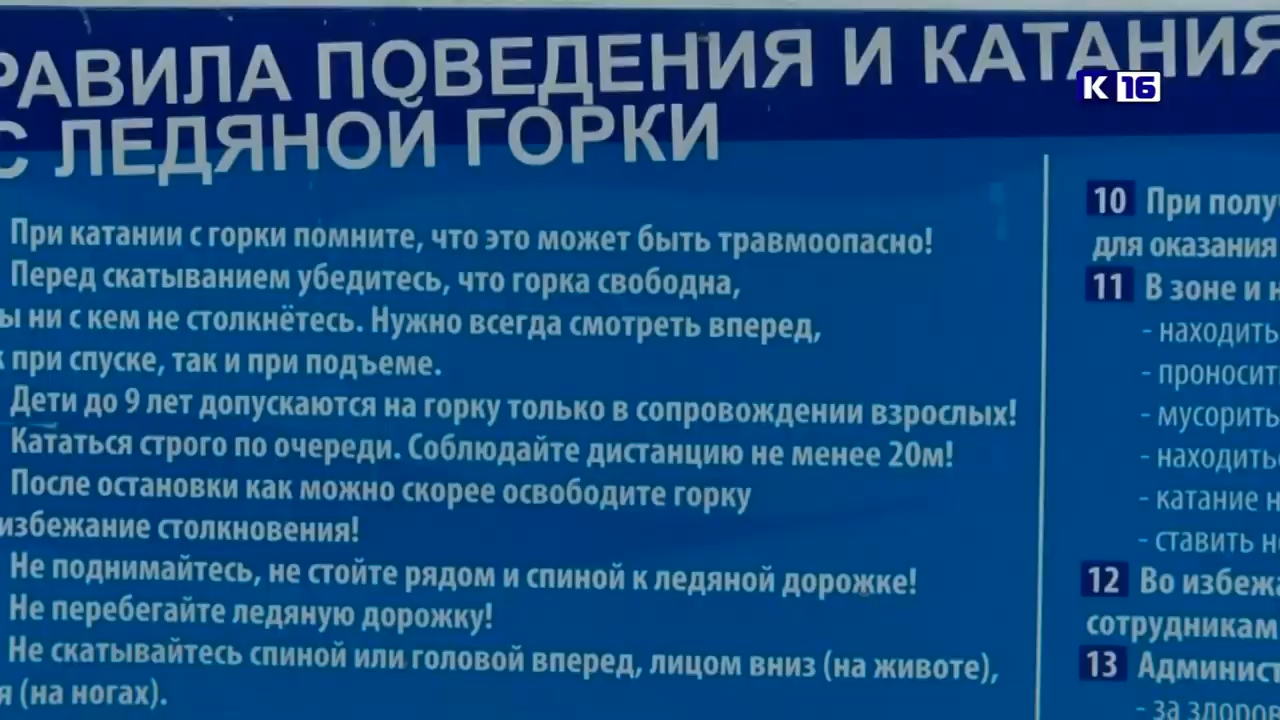 РАВИЛА ПОВЕДЕНИЯ И КАТАНИЯ
С ЛЕДЯНОЙ ГОРКИ
К 16
При катании с горки помните, что это может быть травмоопасно!
Перед скатыванием убедитесь, что горка свободна,
ы ни с кем не столкнётесь. Нужно всегда смотреть вперед,
к при спуске, так и при подъеме.
Дети до 9 лет допускаются на горку только в сопровождении взрослых!
Кататься строго по очереди. Соблюдайте дистанцию не менее 20м!
После остановки как можно скорее освободите горку
избежание столкновения!
Не поднимайтесь, не стойте рядом и спиной к ледяной дорожке!
Не перебегайте ледяную дорожку!
Не скатывайтесь спиной или головой вперед, лицом вниз (на животе),
я (на ногах).
10 При полу
для оказания
11 В зоне и н
- находить
- проносит
- мусорить
- находить
- катание н
- ставить н
12 Во избеж
сотрудникам
13 Админист
- за здоров